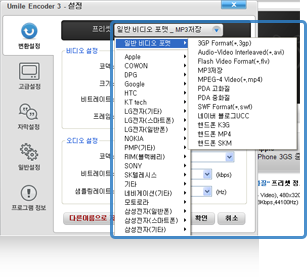 Umile Encoder 3 - 설정
변환설정
고급설정
자막설정
일반설정
프로그램 정보
프리셋
일반 비디오 포맷 _ MP3저장
비디오 설정
코덱
크기
비트레이트
프레임
오디오 설정
코덱
비트레이트
(kbps)
샘플링레이트
(Hz)
다른이름으로
확인
취소
일반 비디오 포맷
Apple
COWON
DPG
Google
HTC
KT tech
LG전자(기타)
LG전자(스마트폰)
LG전자(일반폰)
NOKIA
PMP(기타)
RIM(블랙베리)
SONY
SK텔레시스
기타
네비게이션(기타)
모토로라
삼성전자(일반폰)
삼성전자(스마트폰)
삼성전자(기타)
3GP Format(*,3gp)
Audio-Video Interleaved(*,avi)
Flash Video Format(*,flv)
MP3저장
MPEG-4 Video(*,mp4)
PDA 고화질
PDA 중화질
SWF Format(*,swf)
네이버 블로그UCC
핸드폰 K3G
핸드폰 MP4
핸드폰 SKM
Phone 3GS 중
프리셋 정
Video), 480x320
Kbps,44100Hz)